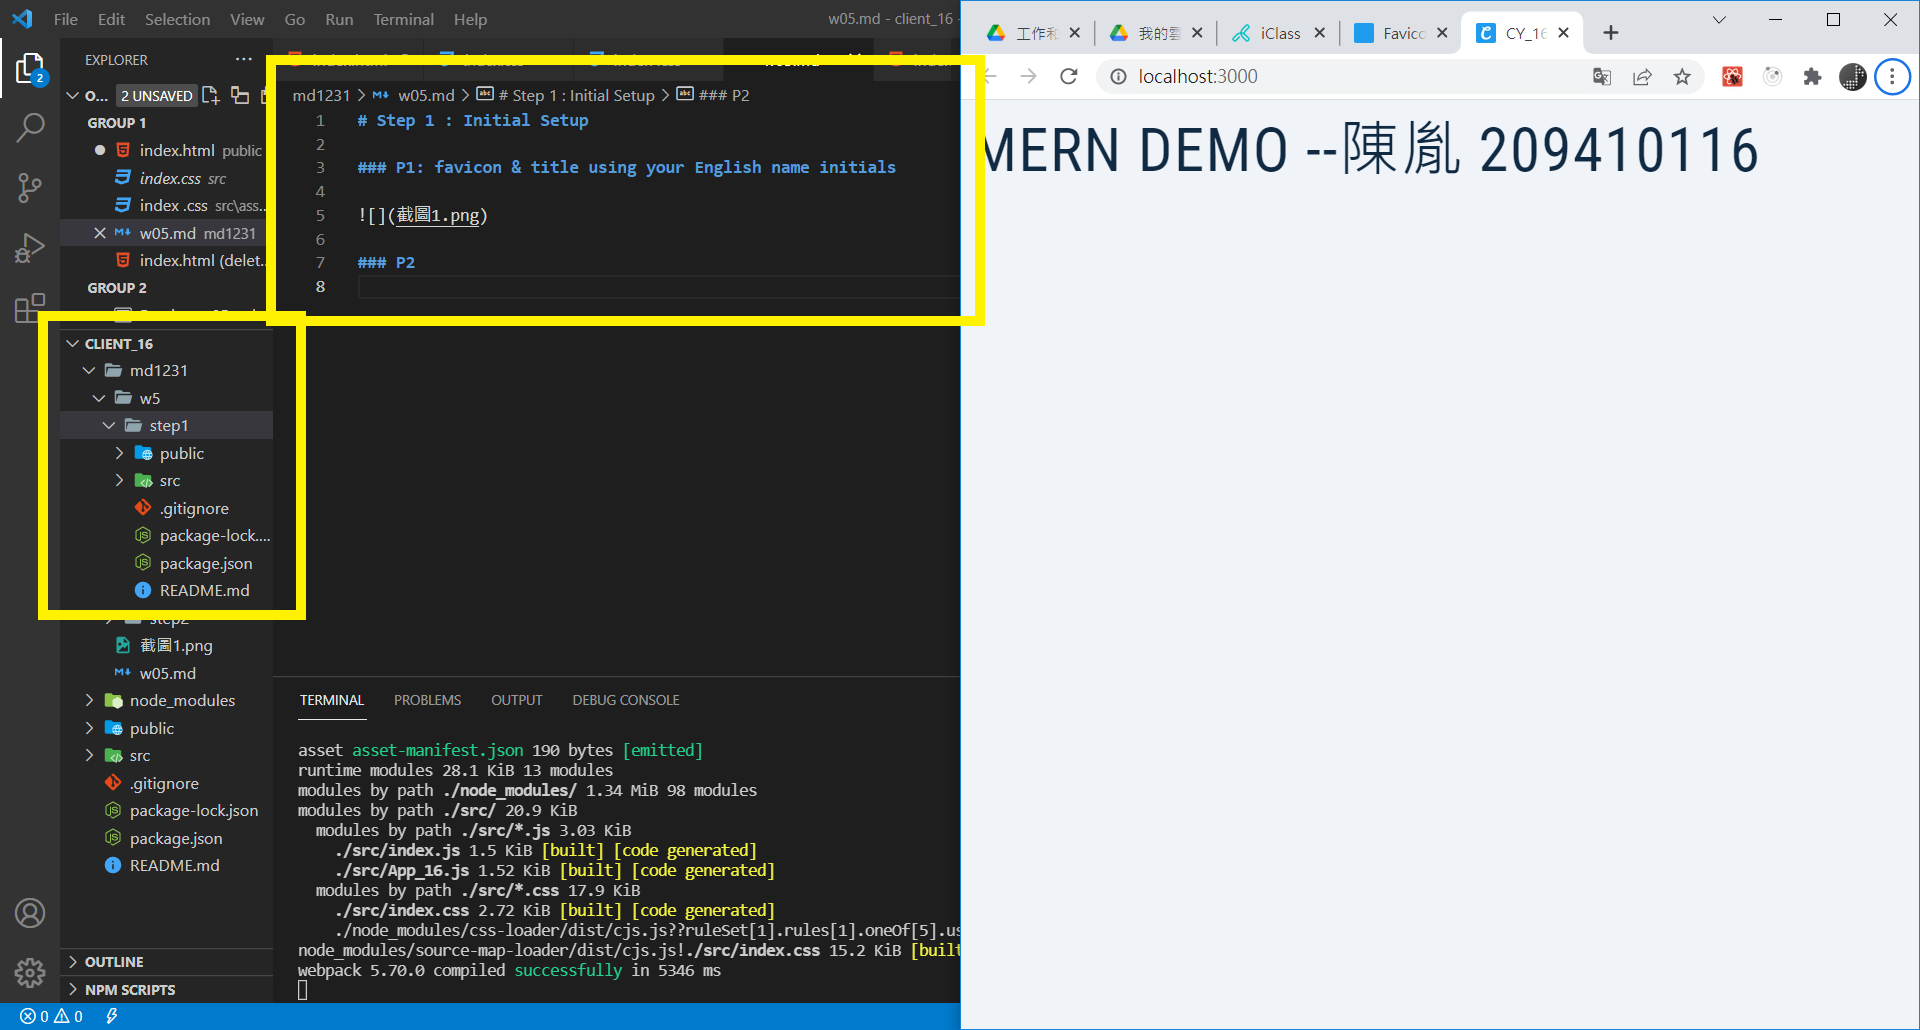 File Edit Selection View Go Run Terminal Help
w05.md - client_16 -
EXPLORER
O... 2 UNSAVED
GROUP 1
index.html public
index.css src
index .css src\ass...
w05.md md1231
index.html (delet...
GROUP 2
CLIENT_16
md1231
w5
step1
public
src
.gitignore
package-lock....
package.json
README.md
step2
截圖1.png
w05.md
node_modules
public
src
.gitignore
package-lock.json
package.json
README.md
OUTLINE
NPM SCRIPTS
0 0
2
md1231 > w05.md > # Step 1 : Initial Setup > ### P2
1 # Step 1 : Initial Setup
2
3 ### P1: favicon & title using your English name initials
4
5 ![](截圖1.png)
6
7 ### P2
8
TERMINAL PROBLEMS OUTPUT DEBUG CONSOLE
asset asset-manifest.json 190 bytes [emitted]
runtime modules 28.1 KiB 13 modules
modules by path ./node_modules/ 1.34 MiB 98 modules
modules by path ./src/ 20.9 KiB
modules by path ./src/*.js 3.03 KiB
./src/index.js 1.5 KiB [built] [code generated]
./src/App_16.js 1.52 KiB [built] [code generated]
modules by path ./src/*.css 17.9 KiB
./src/index.css 2.72 KiB [built] [code generated]
./node_modules/css-loader/dist/cjs.js??ruleSet[1].rules[1].oneOf[5].us
node_modules/source-map-loader/dist/cjs.js!./src/index.css 15.2 KiB [built
webpack 5.70.0 compiled successfully in 5346 ms
工作和 我的雲 iClass Favico CY_16
localhost:3000
MERN DEMO --陳胤 209410116